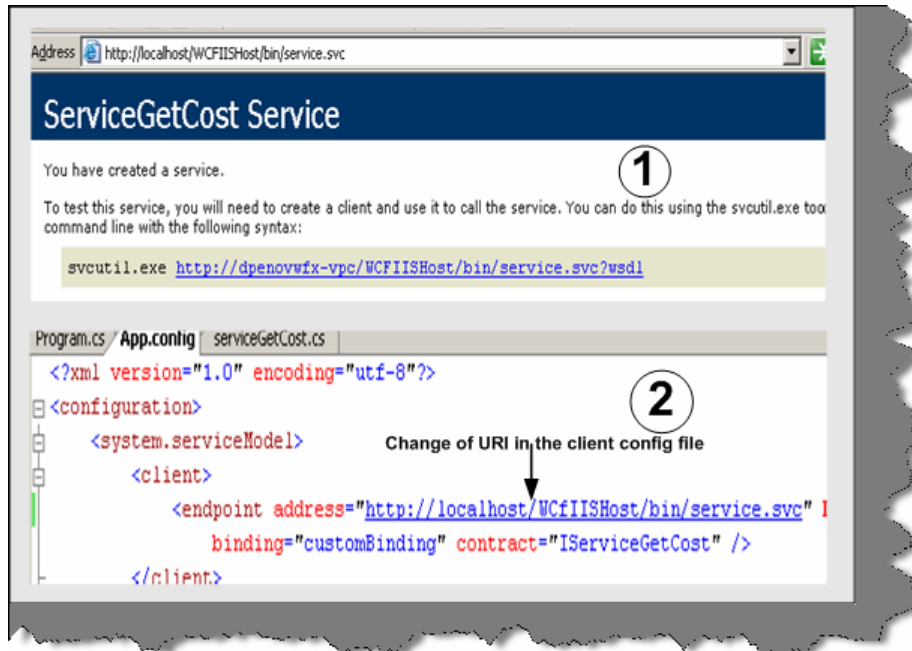 Address http://localhost/WCFIISHost/bin/service.svc
ServiceGetCost Service
You have created a service.
1
To test this service, you will need to create a client and use it to call the service. You can do this using the svcutil.exe
command line with the following syntax:
svcutil.exe http://dpenovwfx-vpc/WCFIISHost/bin/service.svc?wsdl
Program.cs App.config serviceGetCost.cs
<?xml version="1.0" encoding="utf-8"?>
<configuration>
2
<system.serviceModel>
Change of URI in the client config file
<client>
<endpoint address="http://localhost/WCfIISHost/bin/service.svc"
binding="customBinding" contract="IServiceGetCost" />
</client>